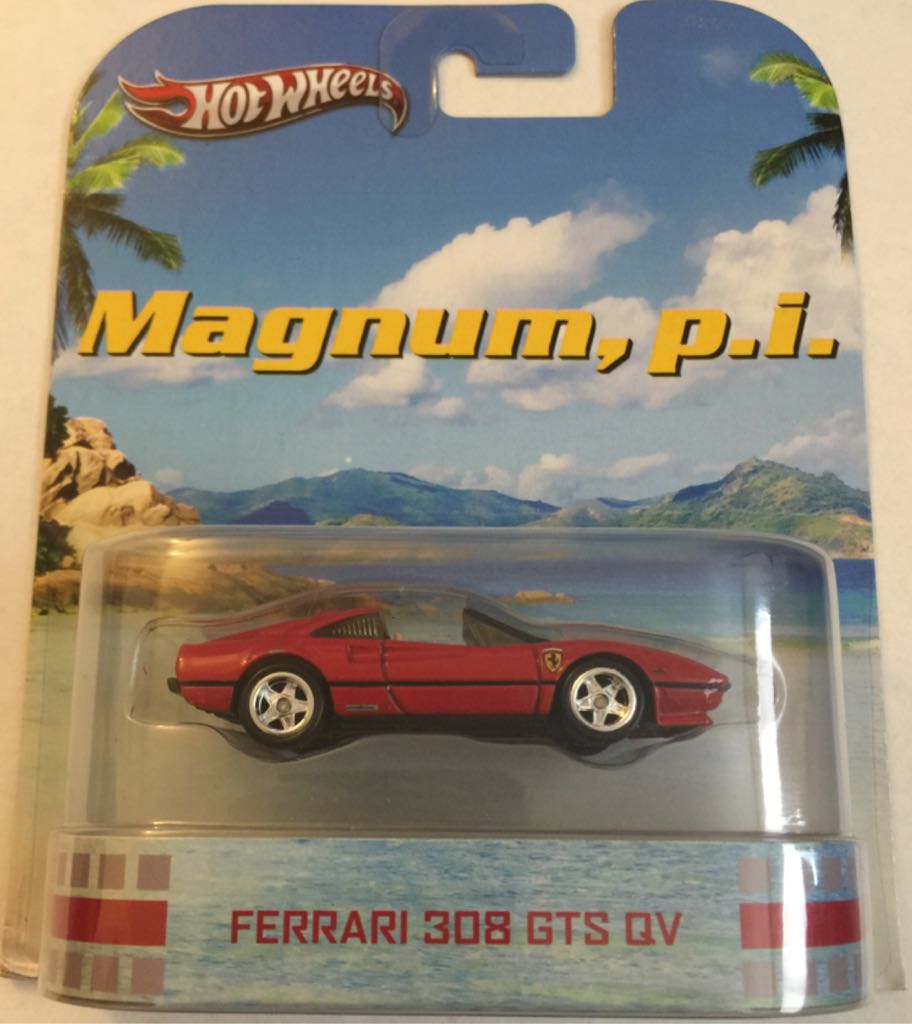 HOT WHEELS
Magnum, p.i.
FERRARI 308 GTS QV